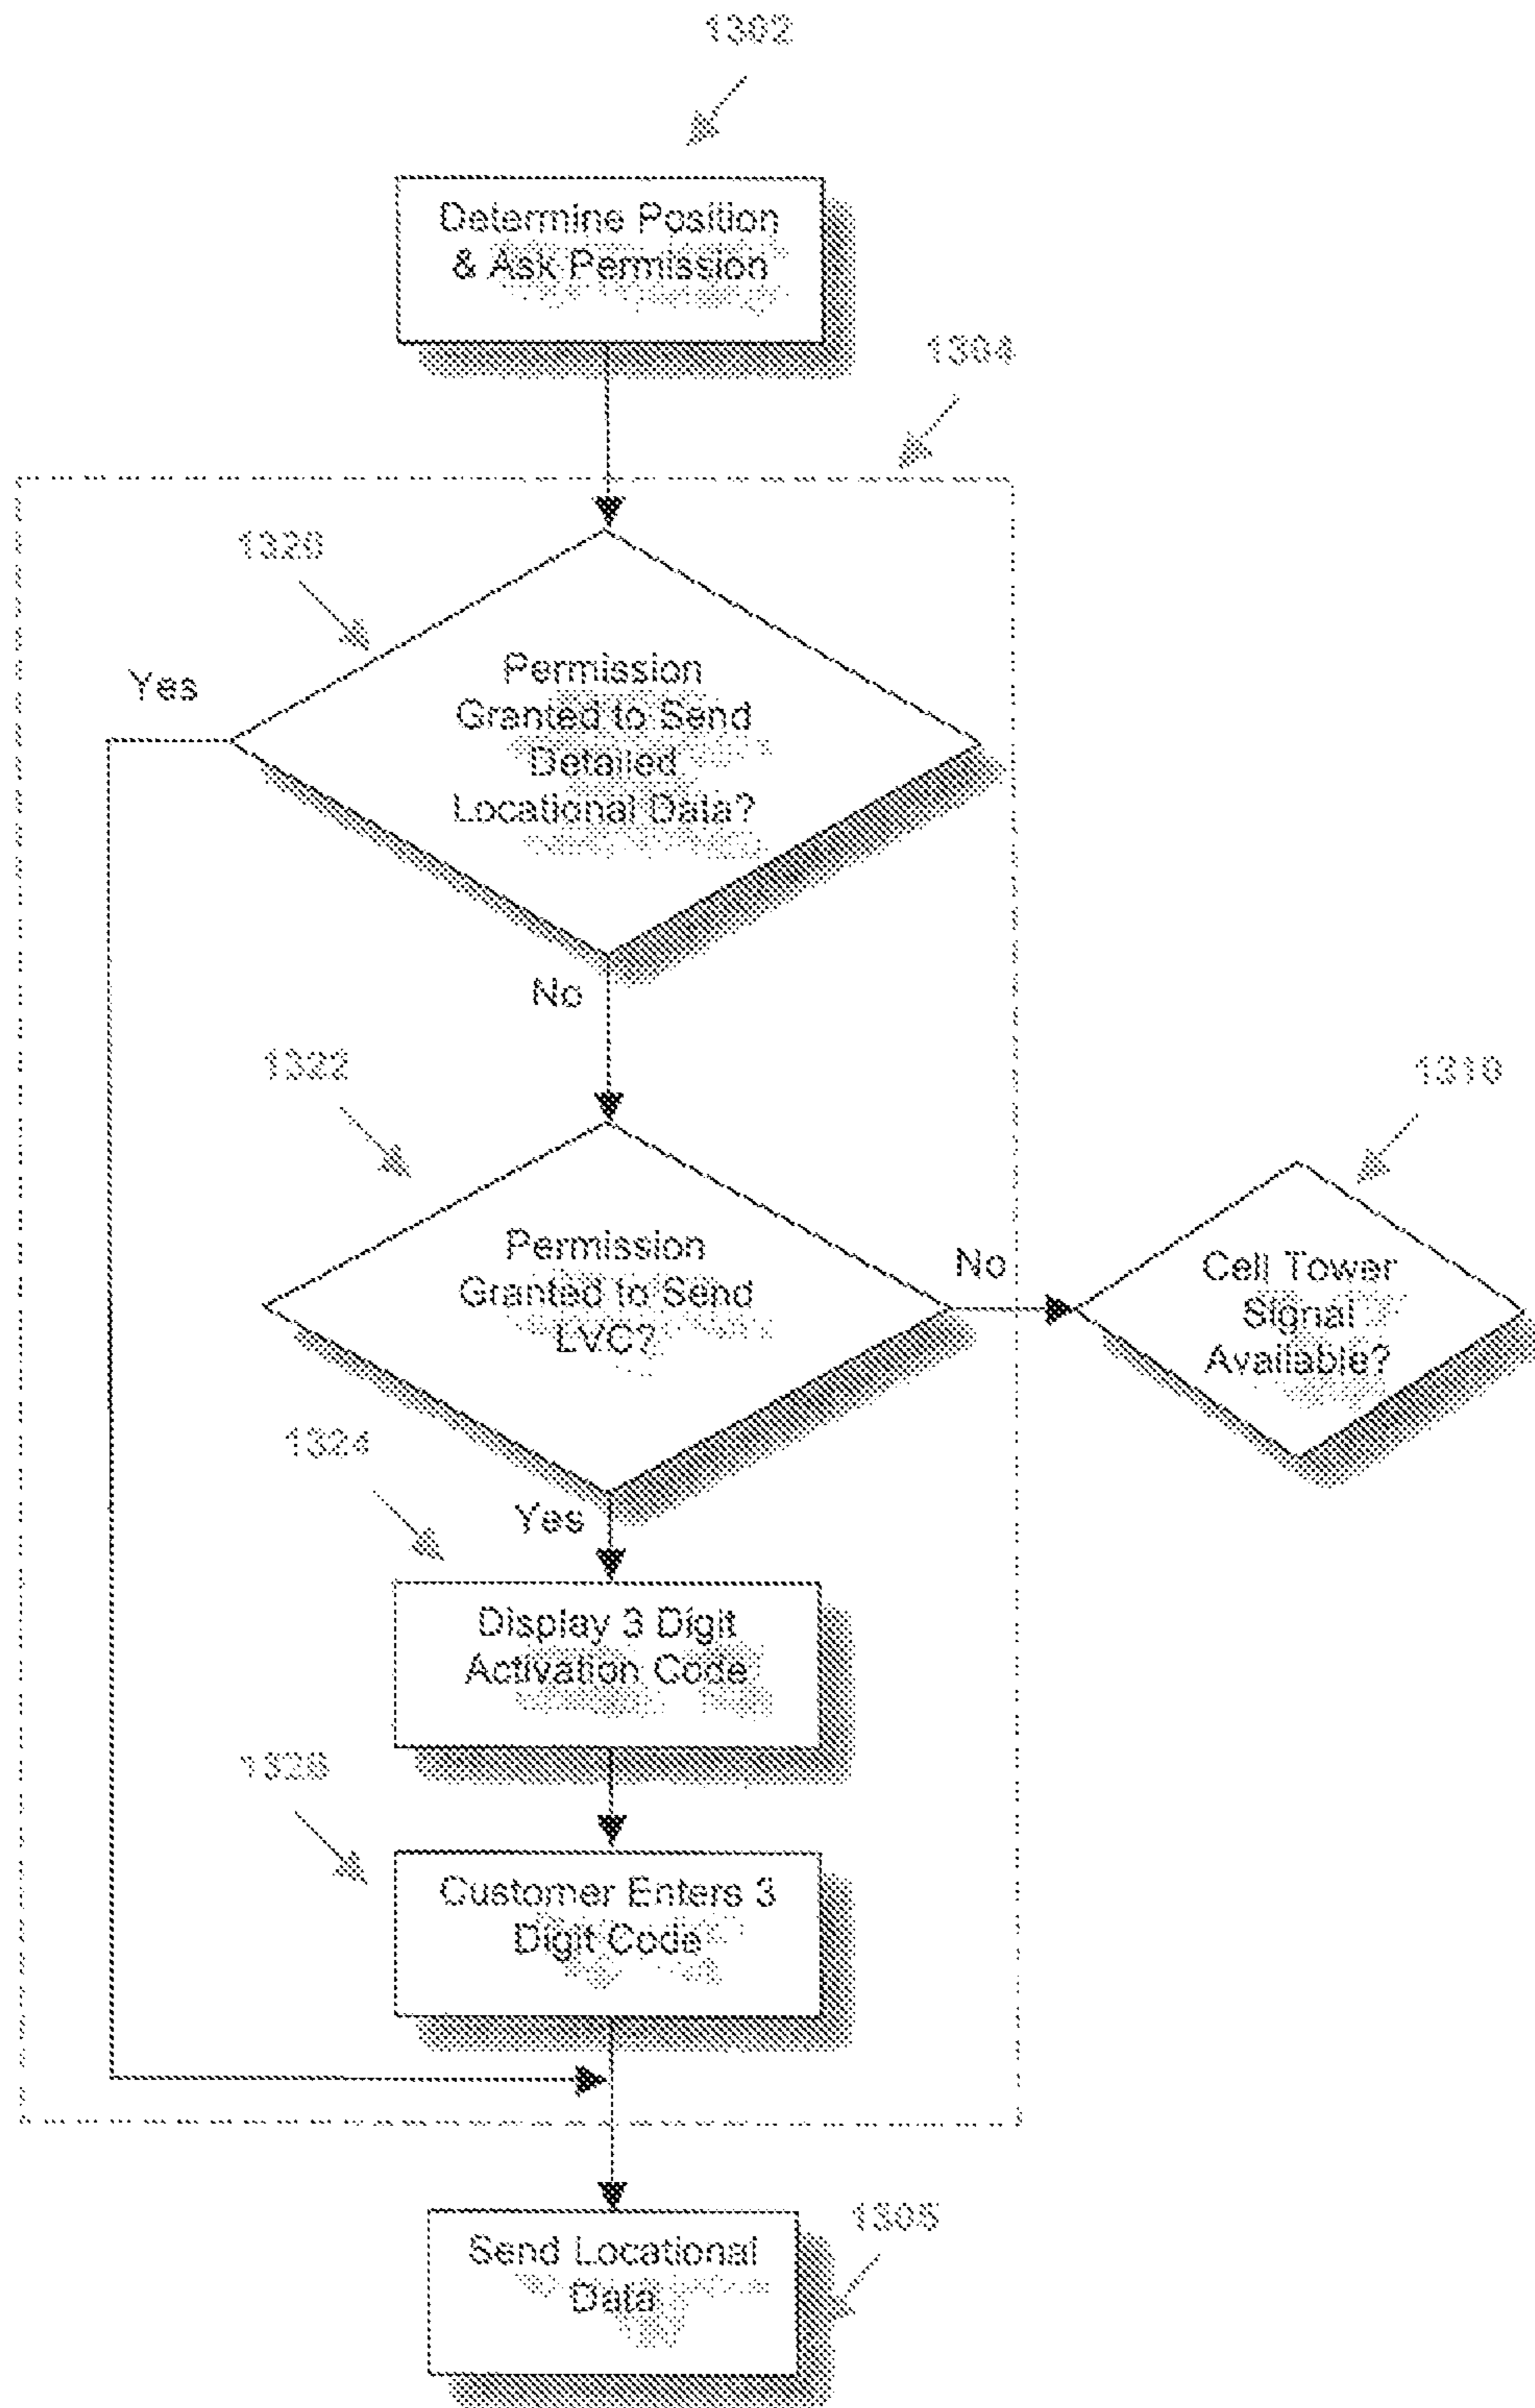 1302
Determine Position
& Ask Permission
1304
1320
Yes
Permission
Granted to Send
Detailed
Locational Data?
No
1322
1310
Permission
Granted to Send
LVC?
No
Cell Tower
Signal
Available?
1324
Yes
Display 3 Digit
Activation Code
Customer Enters 3
Digit Code
Send Locational
Data